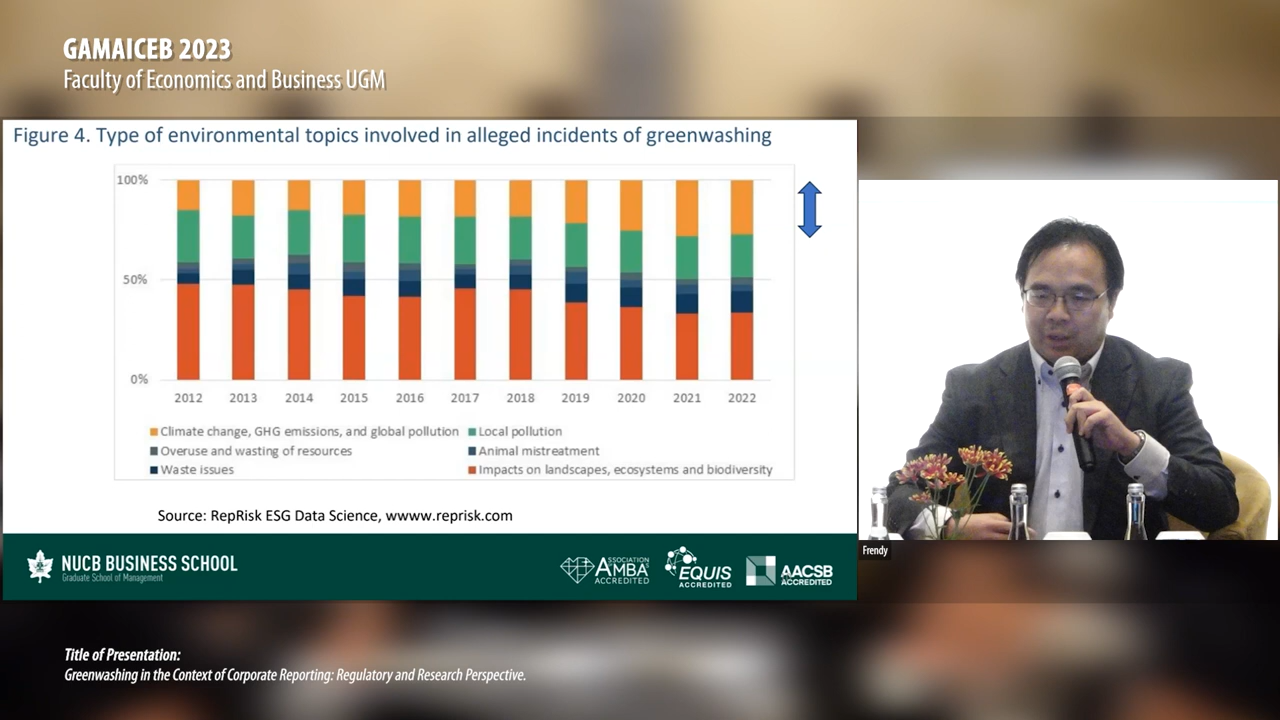 GAMAICEB 2023
Faculty of Economics and Business UGM
Figure 4. Type of environmental topics involved in alleged incidents of greenwashing
100%
50%
0%
2012 2013 2014 2015 2016 2017 2018 2019 2020 2021 2022
Climate change, GHG emissions, and global pollution Local pollution
Overuse and wasting of resources Animal mistreatment
Waste issues Impacts on landscapes, ecosystems and biodiversity
Source: RepRisk ESG Data Science, wwww.reprisk.com
NUCB BUSINESS SCHOOL
Graduate School of Management
ASSOCIATION
AMBA
ACCREDITED
EQUIS
ACCREDITED
AACSB
ACCREDITED
Frendy
Title of Presentation:
Greenwashing in the Context of Corporate Reporting: Regulatory and Research Perspective.